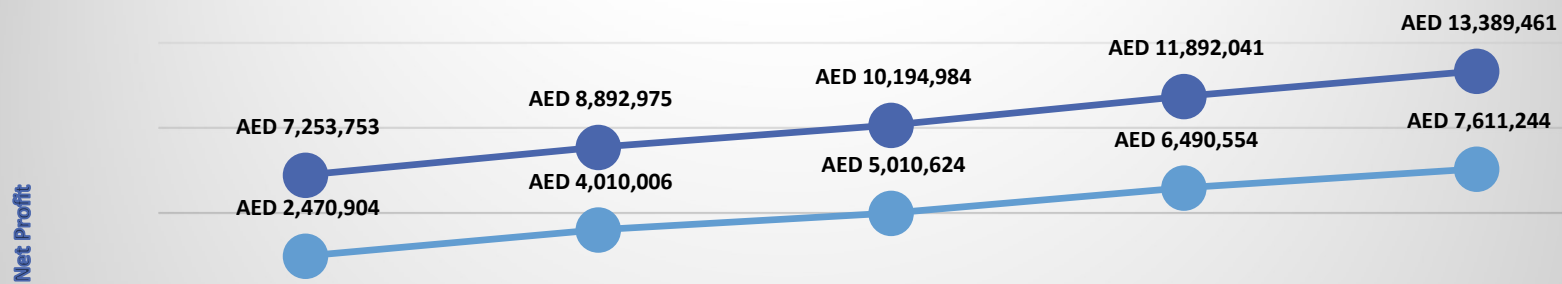 AED 13,389,461
AED 11,892,041
AED 10,194,984
AED 8,892,975
AED 7,253,753
AED 7,611,244
AED 6,490,554
AED 5,010,624
AED 4,010,006
AED 2,470,904
Net Profit